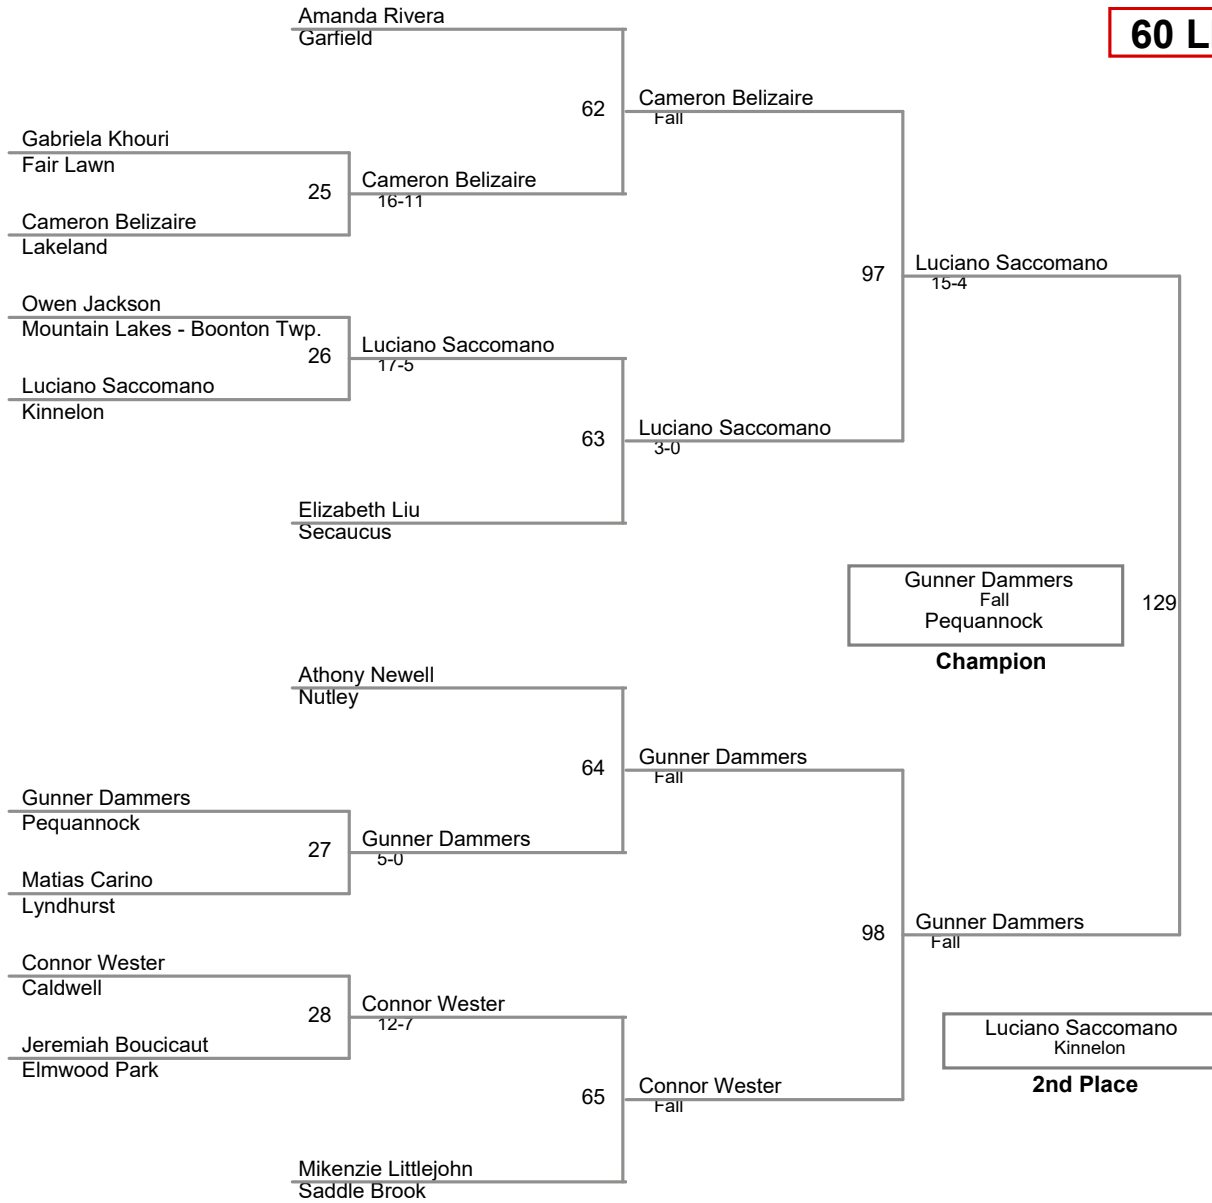 Amanda Rivera
Garfield
60 L
62
Cameron Belizaire
Fall
Gabriela Khouri
Fair Lawn
25
Cameron Belizaire
16-11
Cameron Belizaire
Lakeland
97
Luciano Saccomano
15-4
Owen Jackson
Mountain Lakes - Boonton Twp.
26
Luciano Saccomano
17-5
Luciano Saccomano
Kinnelon
63
Luciano Saccomano
3-0
Elizabeth Liu
Secaucus
Gunner Dammers
Fall
Pequannock
129
Champion
Athony Newell
Nutley
64
Gunner Dammers
Fall
Gunner Dammers
Pequannock
27
Gunner Dammers
5-0
Matias Carino
Lyndhurst
98
Gunner Dammers
Fall
Connor Wester
Caldwell
28
Connor Wester
12-7
Jeremiah Boucicaut
Elmwood Park
Luciano Saccomano
Kinnelon
2nd Place
65
Connor Wester
Fall
Mikenzie Littlejohn
Saddle Brook